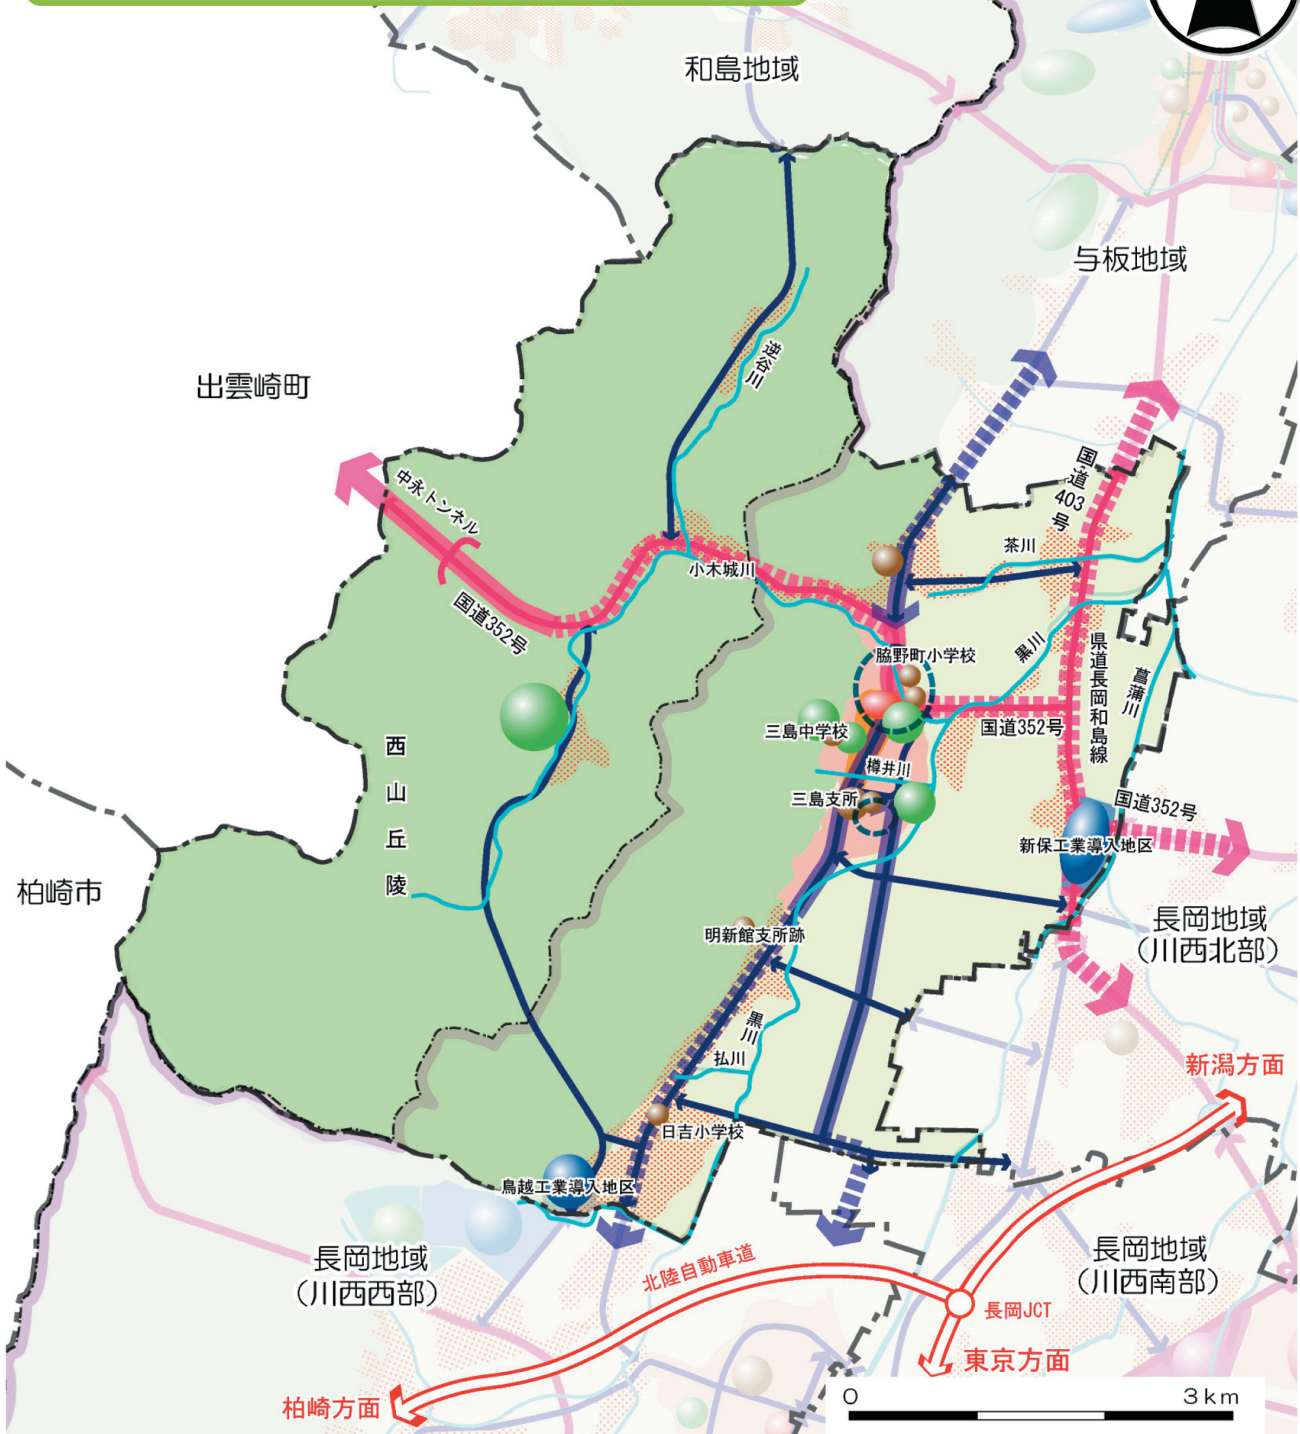 和島地域
与板地域
逆谷川
出雲崎町
国道403号
中永トンネル
茶川
小木城川
国道352号
脇野町小学校
黒川
県道長岡和島線
菖蒲川
三島中学校
国道352号
西山丘陵
樽井川
三島支所
国道352号
新保工業導入地区
柏崎市
長岡地域
(川西北部)
明新館支所跡
黒川
払川
新潟方面
日吉小学校
鳥越工業導入地区
長岡地域
(川西西部)
北陸自動車道
長岡地域
(川西南部)
長岡JCT
東京方面
柏崎方面
0 3km